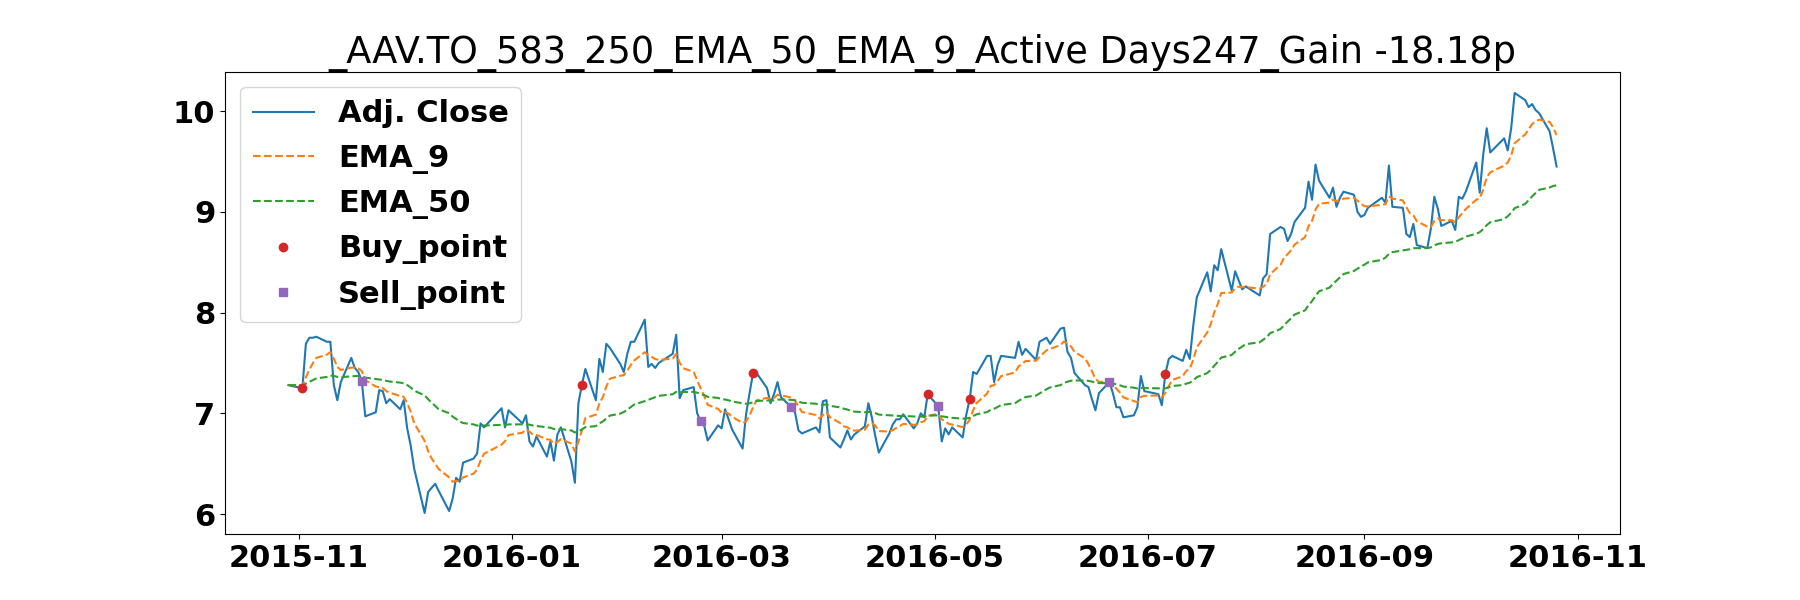 _AAV.TO_583_250_EMA_50_EMA_9_Active Days247_Gain -18.18p
Adj. Close
EMA_9
EMA_50
Buy_point
Sell_point
10
9
8
7
6
2015-11 2016-01 2016-03 2016-05 2016-07 2016-09 2016-11